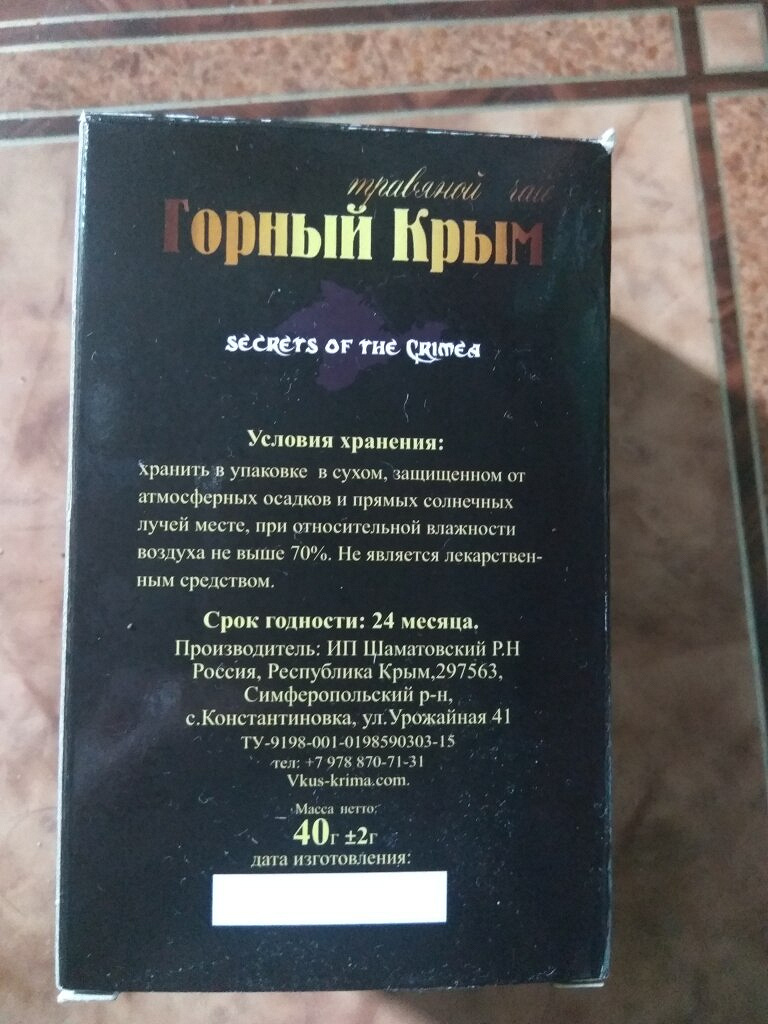 травяной чай
Горный Крым
SECRETS OF THE CRIMEA
Условия хранения:
хранить в упаковке в сухом, защищенном от
атмосферных осадков и прямых солнечных
лучей месте, при относительной влажности
воздуха не выше 70%. Не является лекарствен-
ным средством.
Срок годности: 24 месяца.
Производитель: ИП Шаматовский Р.Н
Россия, Республика Крым,297563,
Симферопольский р-н,
с.Константиновка, ул.Урожайная 41
ТУ-9198-001-0198590303-15
тел: +7 978 870-71-31
Vkus-krima.com.
Масса нетто:
40г ±2г
дата изготовления: